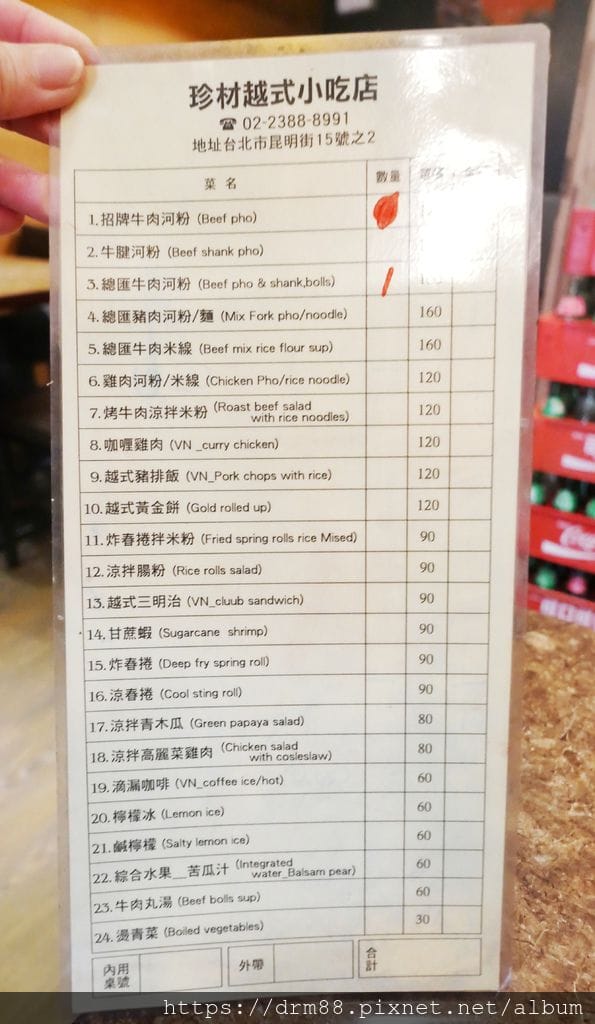 珍材越式小吃店
☎ 02-2388-8991
地址台北市昆明街15號之2
菜 名 數量
1.招牌牛肉河粉 (Beef pho)
2.牛腱河粉 (Beef shank pho)
3.總匯牛肉河粉 (Beef pho & shank,bolls)
4.總匯豬肉河粉/麵 (Mix Fork pho/noodle) 160
5.總匯牛肉米線 (Beef mix rice flour sup) 160
6.雞肉河粉/米線 (Chicken Pho/rice noodle) 120
7.烤牛肉涼拌米粉 (Roast beef salad with rice noodles) 120
8.咖喱雞肉 (VN _curry chicken) 120
9.越式豬排飯 (VN_Pork chops with rice) 120
10.越式黃金餅 (Gold rolled up) 120
11.炸春捲拌米粉 (Fried spring rolls rice Mised) 90
12.涼拌腸粉 (Rice rolls salad) 90
13.越式三明治 (VN_cluub sandwich) 90
14.甘蔗蝦 (Sugarcane shrimp) 90
15.炸春捲 (Deep fry spring roll) 90
16.涼春捲 (Cool sting roll) 90
17.涼拌青木瓜 (Green papaya salad) 80
18.涼拌高麗菜雞肉 (Chicken salad with cosleslaw) 80
19.滴漏咖啡 (VN_coffee ice/hot) 60
20.檸檬冰 (Lemon ice) 60
21.鹹檸檬 (Salty lemon ice) 60
22.綜合水果__苦瓜汁 (Integrated water_Balsam pear) 60
23.牛肉丸湯 (Beef bolls sup) 60
24.燙青菜 (Boiled vegetables) 30
內用桌號 外帶 合計
https://drm88.pixnet.net/album